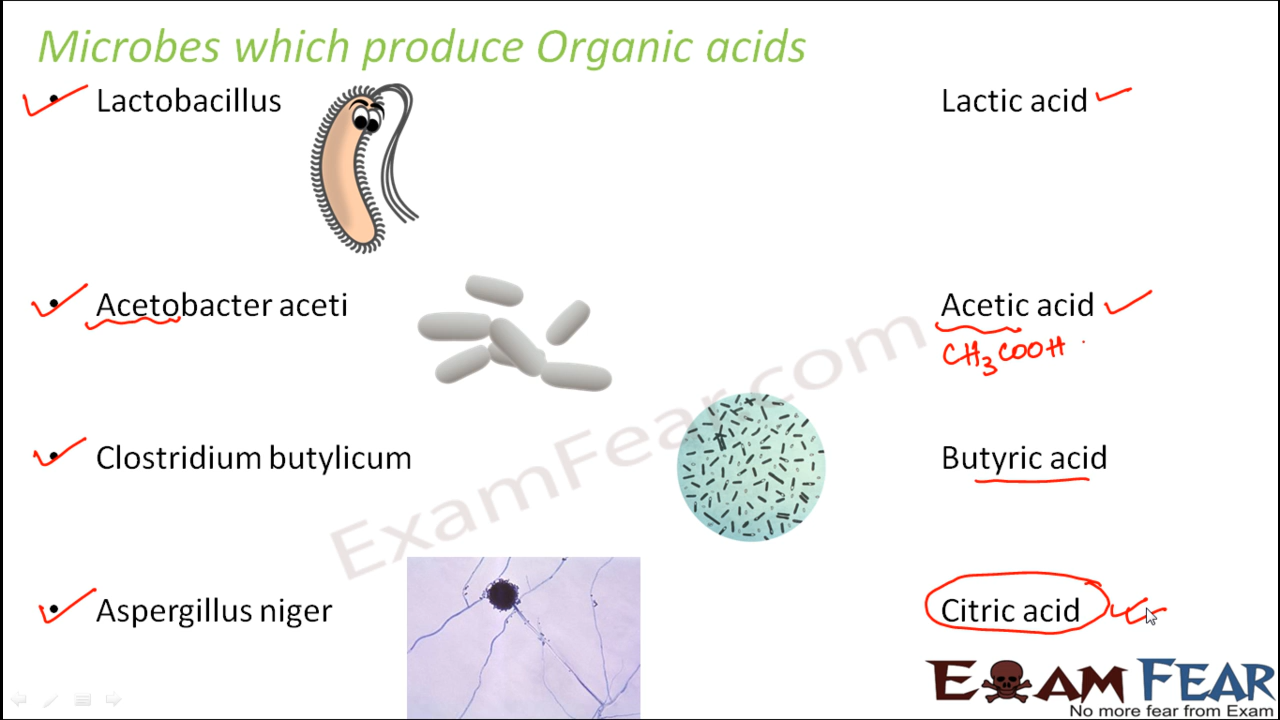 Microbes which produce Organic acids
• Lactobacillus
Lactic acid
• Acetobacter aceti
Acetic acid
CH3COOH
• Clostridium butylicum
Butyric acid
• Aspergillus niger
Citric acid
ExamFear.com
EXAM FEAR
No more fear from Exam